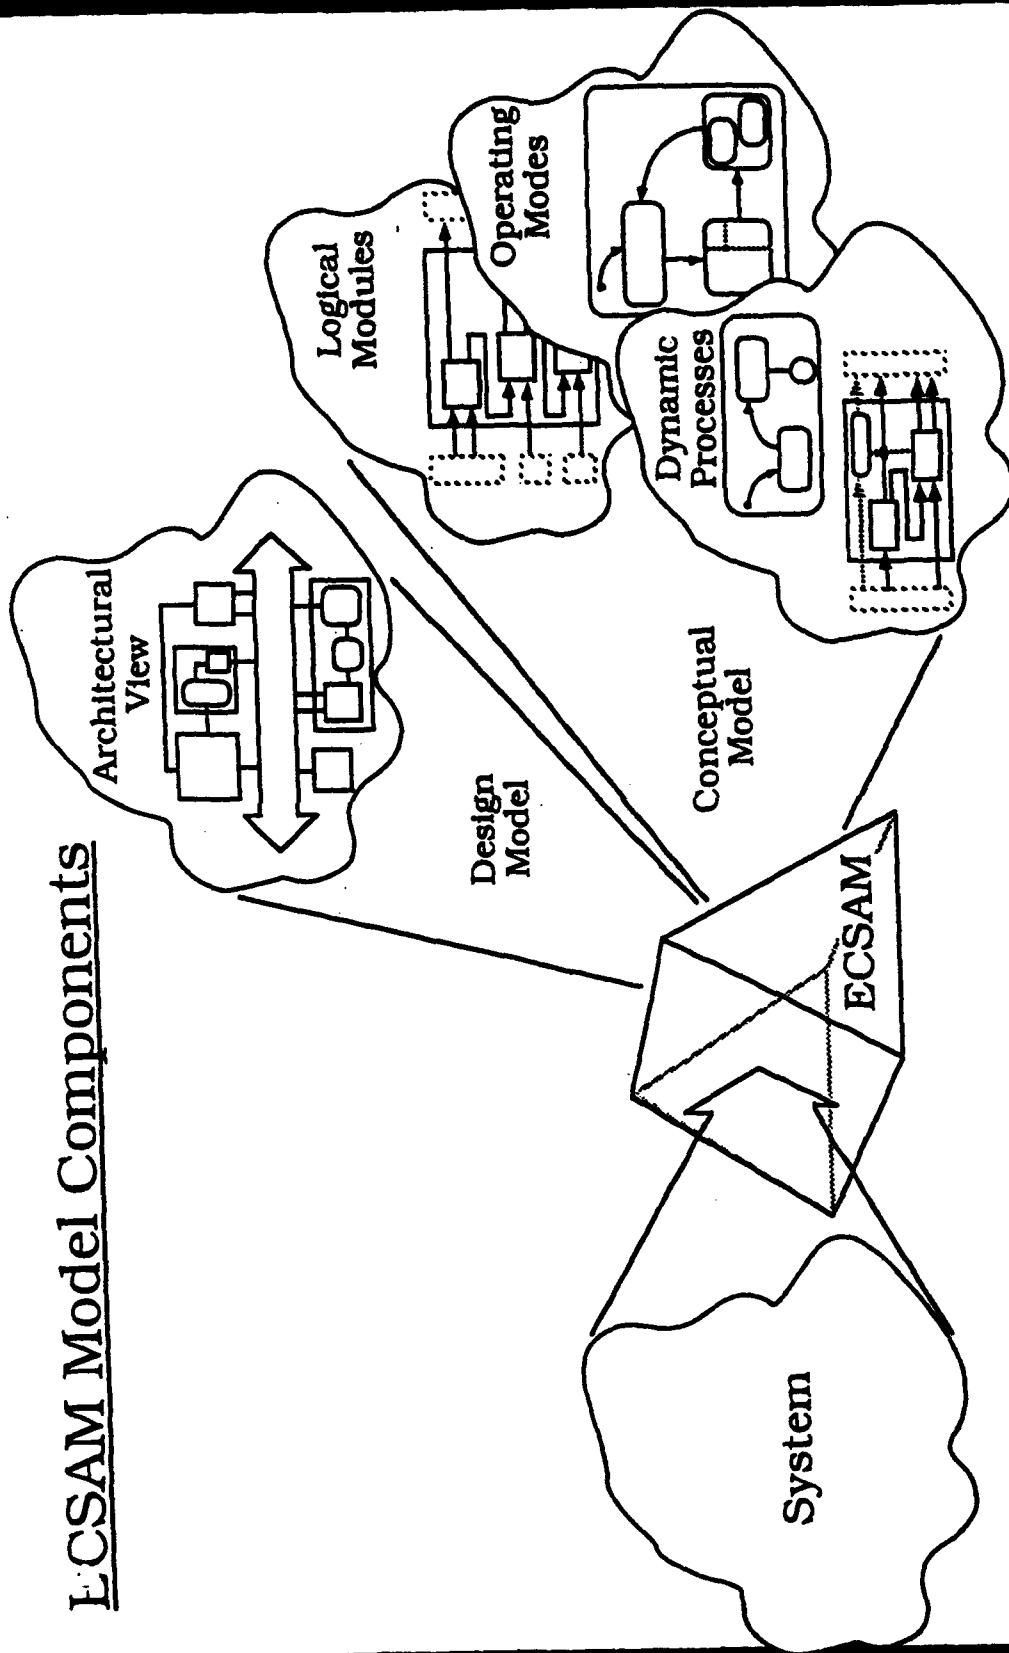 ECSAM Model Components
Architectural
View
Logical
Modules
Operating
Modes
Dynamic
Processes
Design
Model
Conceptual
Model
ECSAM
System